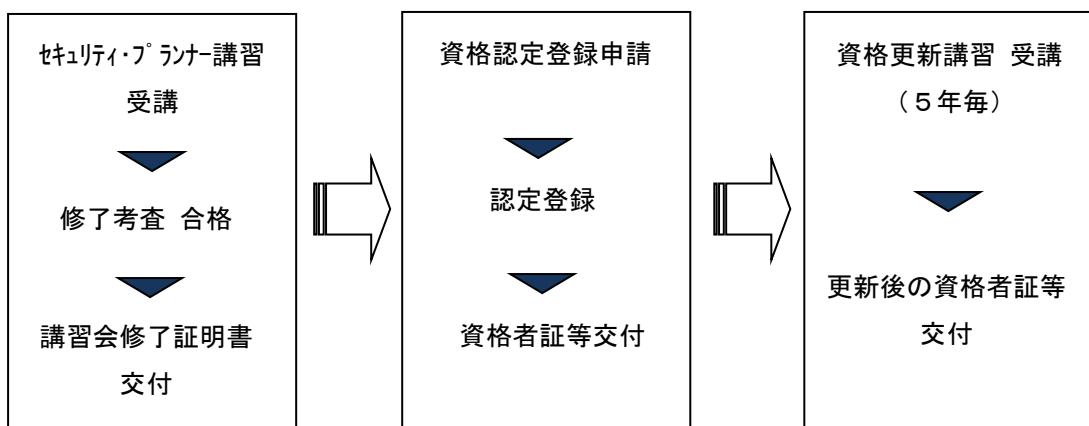 ｾｷｭﾘﾃｨ・ﾌﾟﾗﾝﾅｰ講習
受講
修了考査 合格
講習会修了証明書
交付
資格認定登録申請
認定登録
資格者証等交付
資格更新講習 受講
（５年毎）
更新後の資格者証等
交付